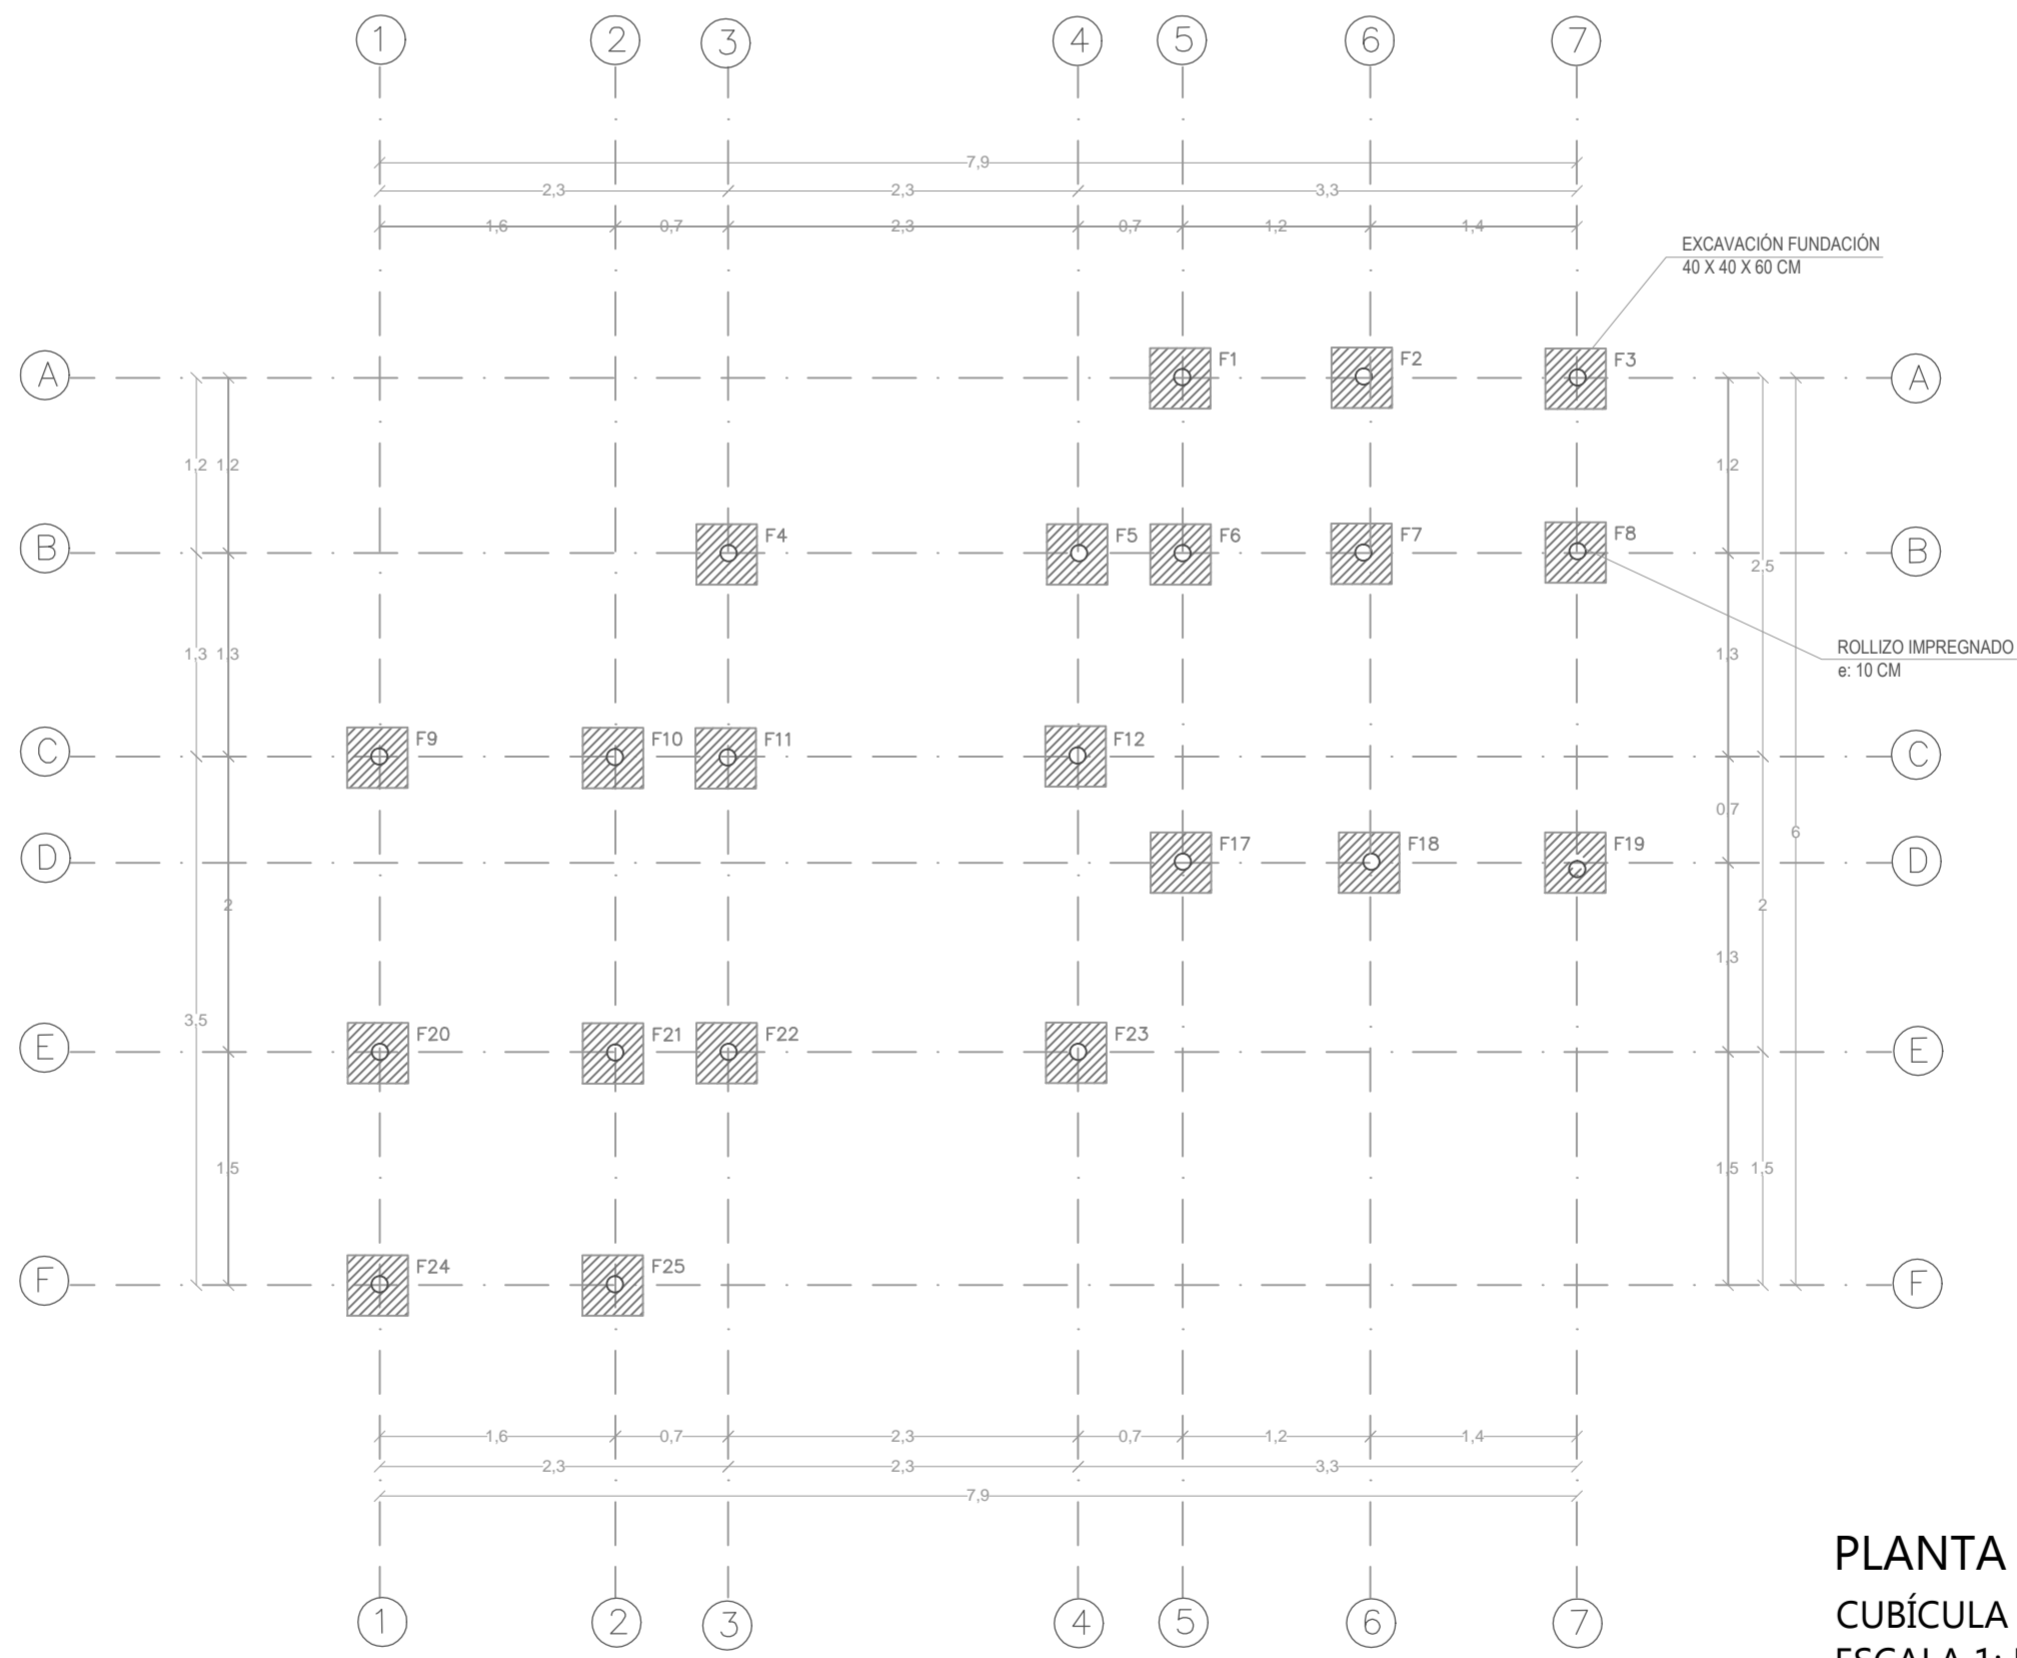 1 2 3 4 5 6 7
7,9
2,3 2,3 3,3
1,6 0,7 2,3 0,7 1,2 1,4
EXCAVACIÓN FUNDACIÓN
40 X 40 X 60 CM
F1 F2 F3
A A
1,2 1,2 1,2
F4 F5 F6 F7 F8
B B
2,5
1,3 1,3 1,3
ROLLIZO IMPREGNADO
e: 10 CM
F9 F10 F11 F12
C C
0,7
6
F17 F18 F19
D D
2 2
1,3
3,5
F20 F21 F22 F23
E E
1,5 1,5 1,5
F24 F25
F F
1,6 0,7 2,3 0,7 1,2 1,4
2,3 2,3 3,3
7,9
PLANTA
CUBÍCULA
ESCALA 1:
1 2 3 4 5 6 7